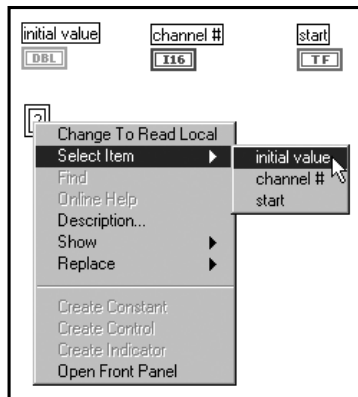 initial value channel # start
DBL I16 TF
?
Change To Read Local
Select Item initial value
Find channel #
Online Help start
Description...
Show
Replace
Create Constant
Create Control
Create Indicator
Open Front Panel